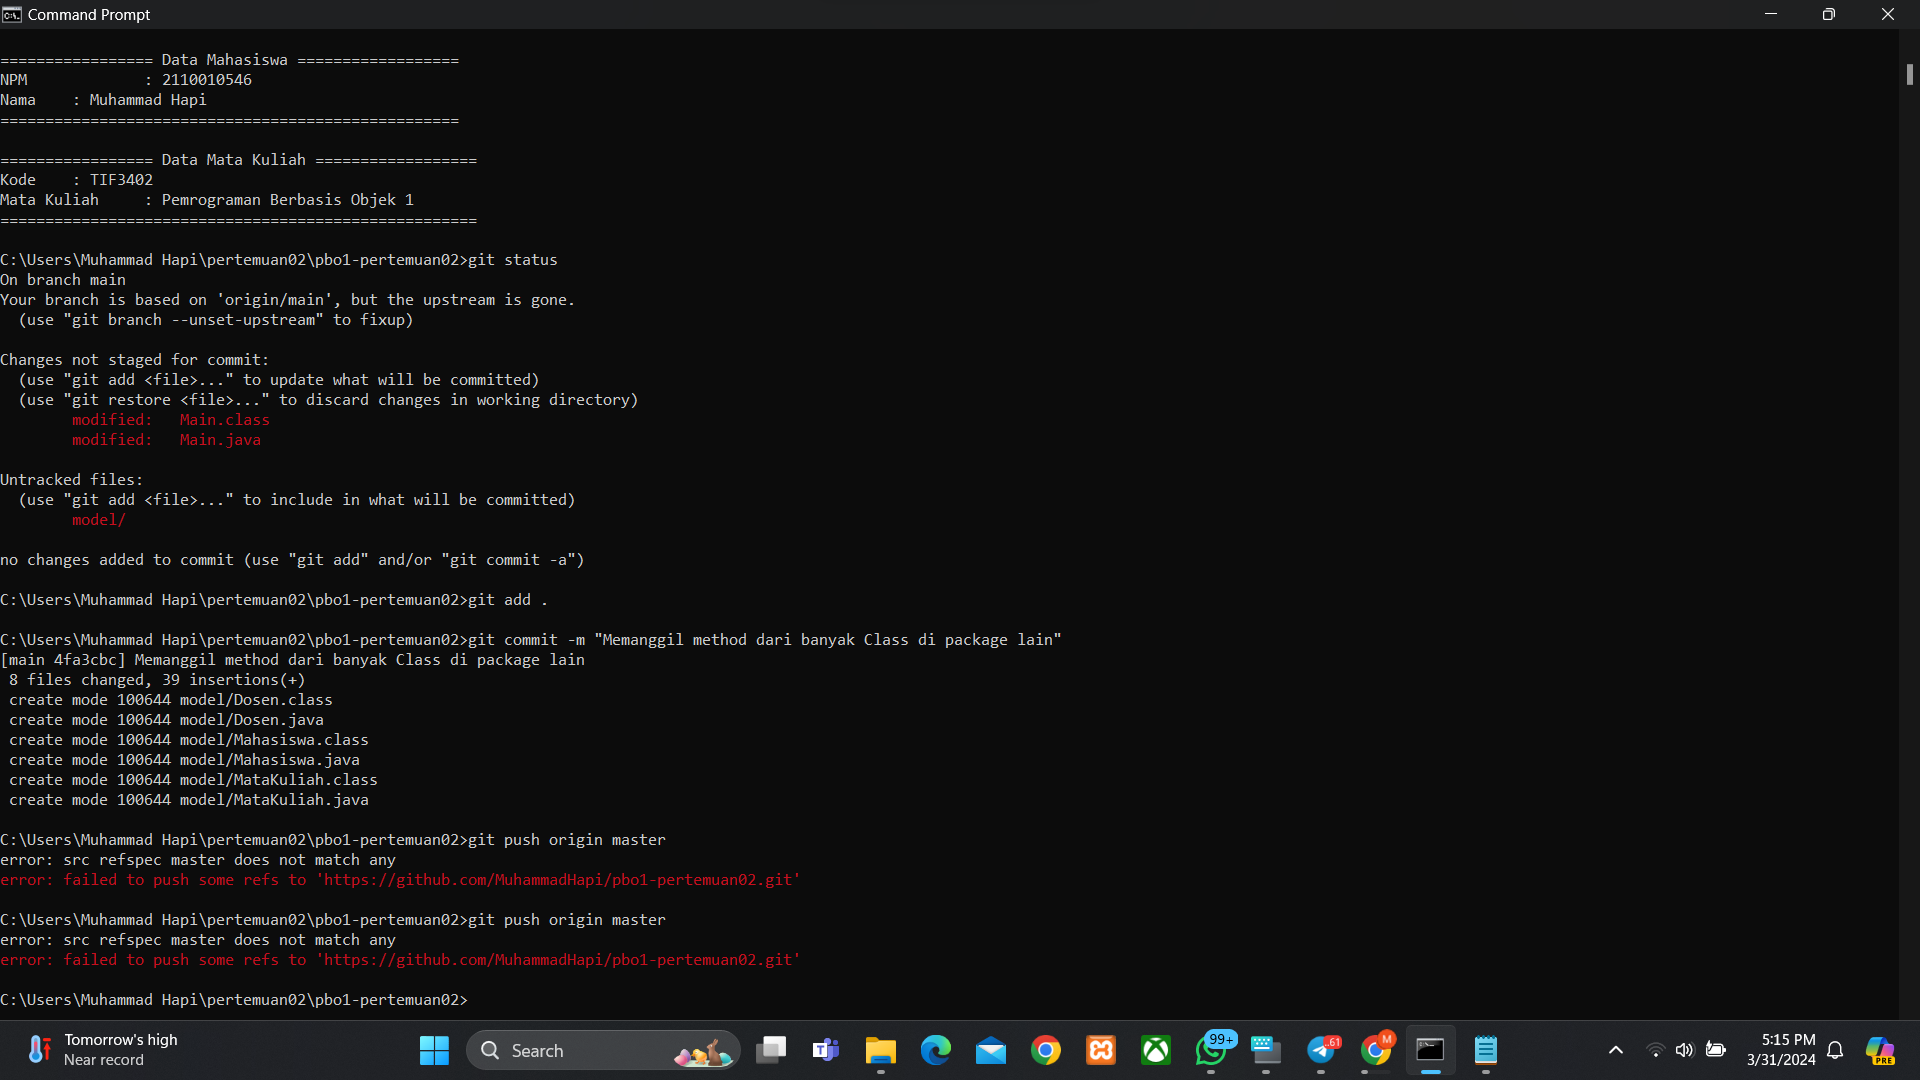 Command Prompt
================= Data Mahasiswa ==================
NPM             : 2110010546
Nama    : Muhammad Hapi
===================================================
================= Data Mata Kuliah ==================
Kode    : TIF3402
Mata Kuliah     : Pemrograman Berbasis Objek 1
=====================================================
C:\Users\Muhammad Hapi\pertemuan02\pbo1-pertemuan02>git status
On branch main
Your branch is based on 'origin/main', but the upstream is gone.
  (use "git branch --unset-upstream" to fixup)
Changes not staged for commit:
  (use "git add <file>..." to update what will be committed)
  (use "git restore <file>..." to discard changes in working directory)
        modified:   Main.class
        modified:   Main.java
Untracked files:
  (use "git add <file>..." to include in what will be committed)
        model/
no changes added to commit (use "git add" and/or "git commit -a")
C:\Users\Muhammad Hapi\pertemuan02\pbo1-pertemuan02>git add .
C:\Users\Muhammad Hapi\pertemuan02\pbo1-pertemuan02>git commit -m "Memanggil method dari banyak Class di package lain"
[main 4fa3cbc] Memanggil method dari banyak Class di package lain
 8 files changed, 39 insertions(+)
 create mode 100644 model/Dosen.class
 create mode 100644 model/Dosen.java
 create mode 100644 model/Mahasiswa.class
 create mode 100644 model/Mahasiswa.java
 create mode 100644 model/MataKuliah.class
 create mode 100644 model/MataKuliah.java
C:\Users\Muhammad Hapi\pertemuan02\pbo1-pertemuan02>git push origin master
error: src refspec master does not match any
error: failed to push some refs to 'https://github.com/MuhammadHapi/pbo1-pertemuan02.git'
C:\Users\Muhammad Hapi\pertemuan02\pbo1-pertemuan02>git push origin master
error: src refspec master does not match any
error: failed to push some refs to 'https://github.com/MuhammadHapi/pbo1-pertemuan02.git'
C:\Users\Muhammad Hapi\pertemuan02\pbo1-pertemuan02>
Tomorrow's high
Near record
Search
99+
61
M
5:15 PM
3/31/2024
PRE